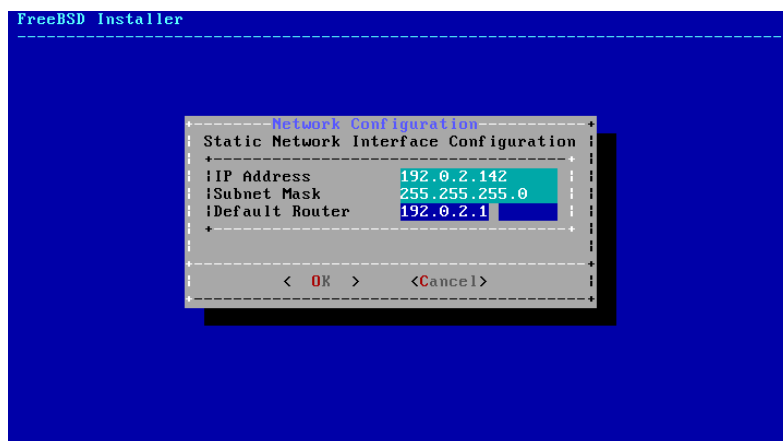 FreeBSD Installer
Network Configuration
Static Network Interface Configuration
IP Address 192.0.2.142
Subnet Mask 255.255.255.0
Default Router 192.0.2.1
< OK > <Cancel>